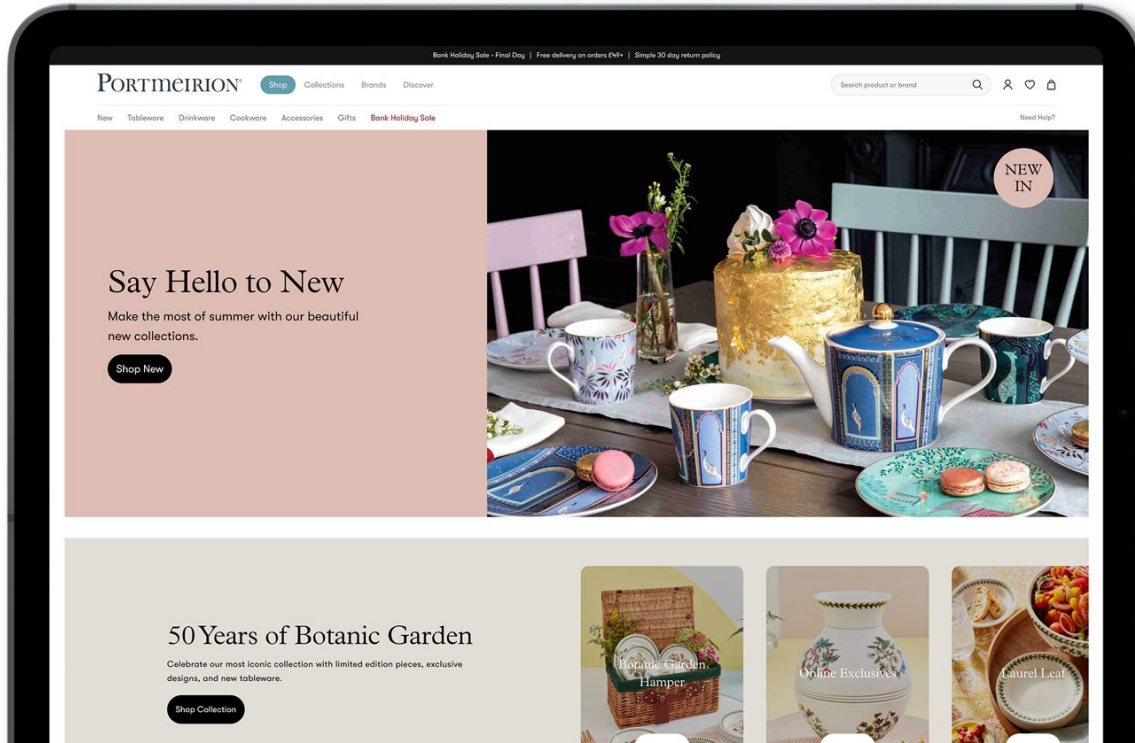 Bank Holiday Sale - Final Day | Free delivery on orders £49+ | Simple 30 day return policy
PORTMEIRION®
Shop Collections Brands Discover
Search product or brand
New Tableware Drinkware Cookware Accessories Gifts Bank Holiday Sale
Need Help?
NEW
IN
Say Hello to New
Make the most of summer with our beautiful
new collections.
Shop New
50 Years of Botanic Garden
Celebrate our most iconic collection with limited edition pieces, exclusive
designs, and new tableware.
Shop Collection
Botanic Garden
Hamper
Online Exclusives
Laurel Leaf